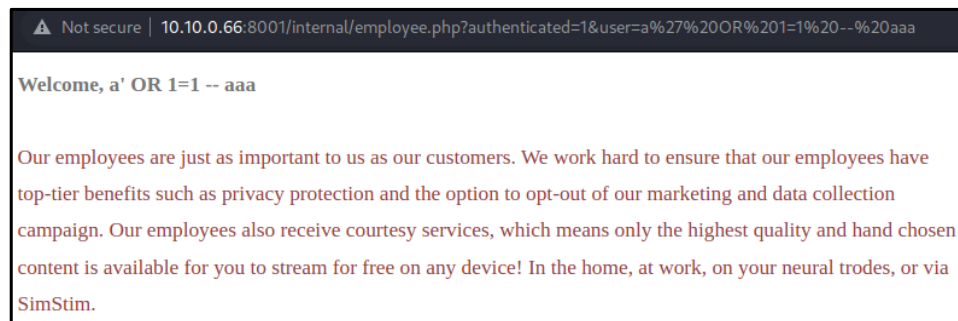 Not secure | 10.10.0.66:8001/internal/employee.php?authenticated=1&user=a%27%20OR%201=1%20--%20aaa
Welcome, a' OR 1=1 -- aaa
Our employees are just as important to us as our customers. We work hard to ensure that our employees have
top-tier benefits such as privacy protection and the option to opt-out of our marketing and data collection
campaign. Our employees also receive courtesy services, which means only the highest quality and hand chosen
content is available for you to stream for free on any device! In the home, at work, on your neural trodes, or via
SimStim.